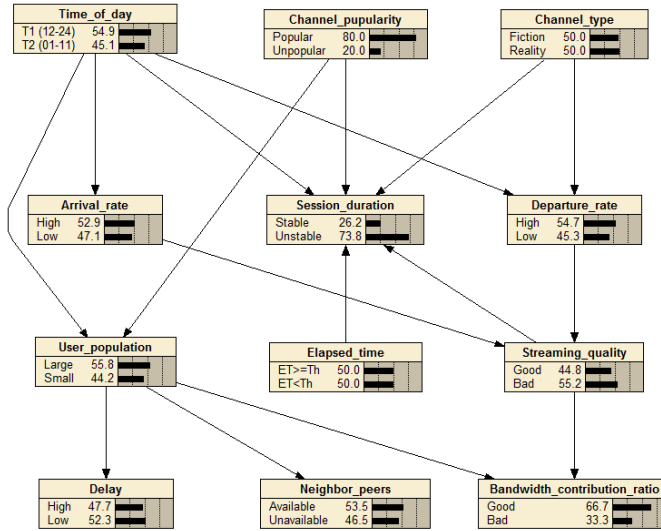 Time_of_day
T1 (12-24) 54.9
T2 (01-11) 45.1
Channel_pupularity
Popular 80.0
Unpopular 20.0
Channel_type
Fiction 50.0
Reality 50.0
Arrival_rate
High 52.9
Low 47.1
Session_duration
Stable 26.2
Unstable 73.8
Departure_rate
High 54.7
Low 45.3
User_population
Large 55.8
Small 44.2
Elapsed_time
ET>=Th 50.0
ET<Th 50.0
Streaming_quality
Good 44.8
Bad 55.2
Delay
High 47.7
Low 52.3
Neighbor_peers
Available 53.5
Unavailable 46.5
Bandwidth_contribution_ratio
Good 66.7
Bad 33.3